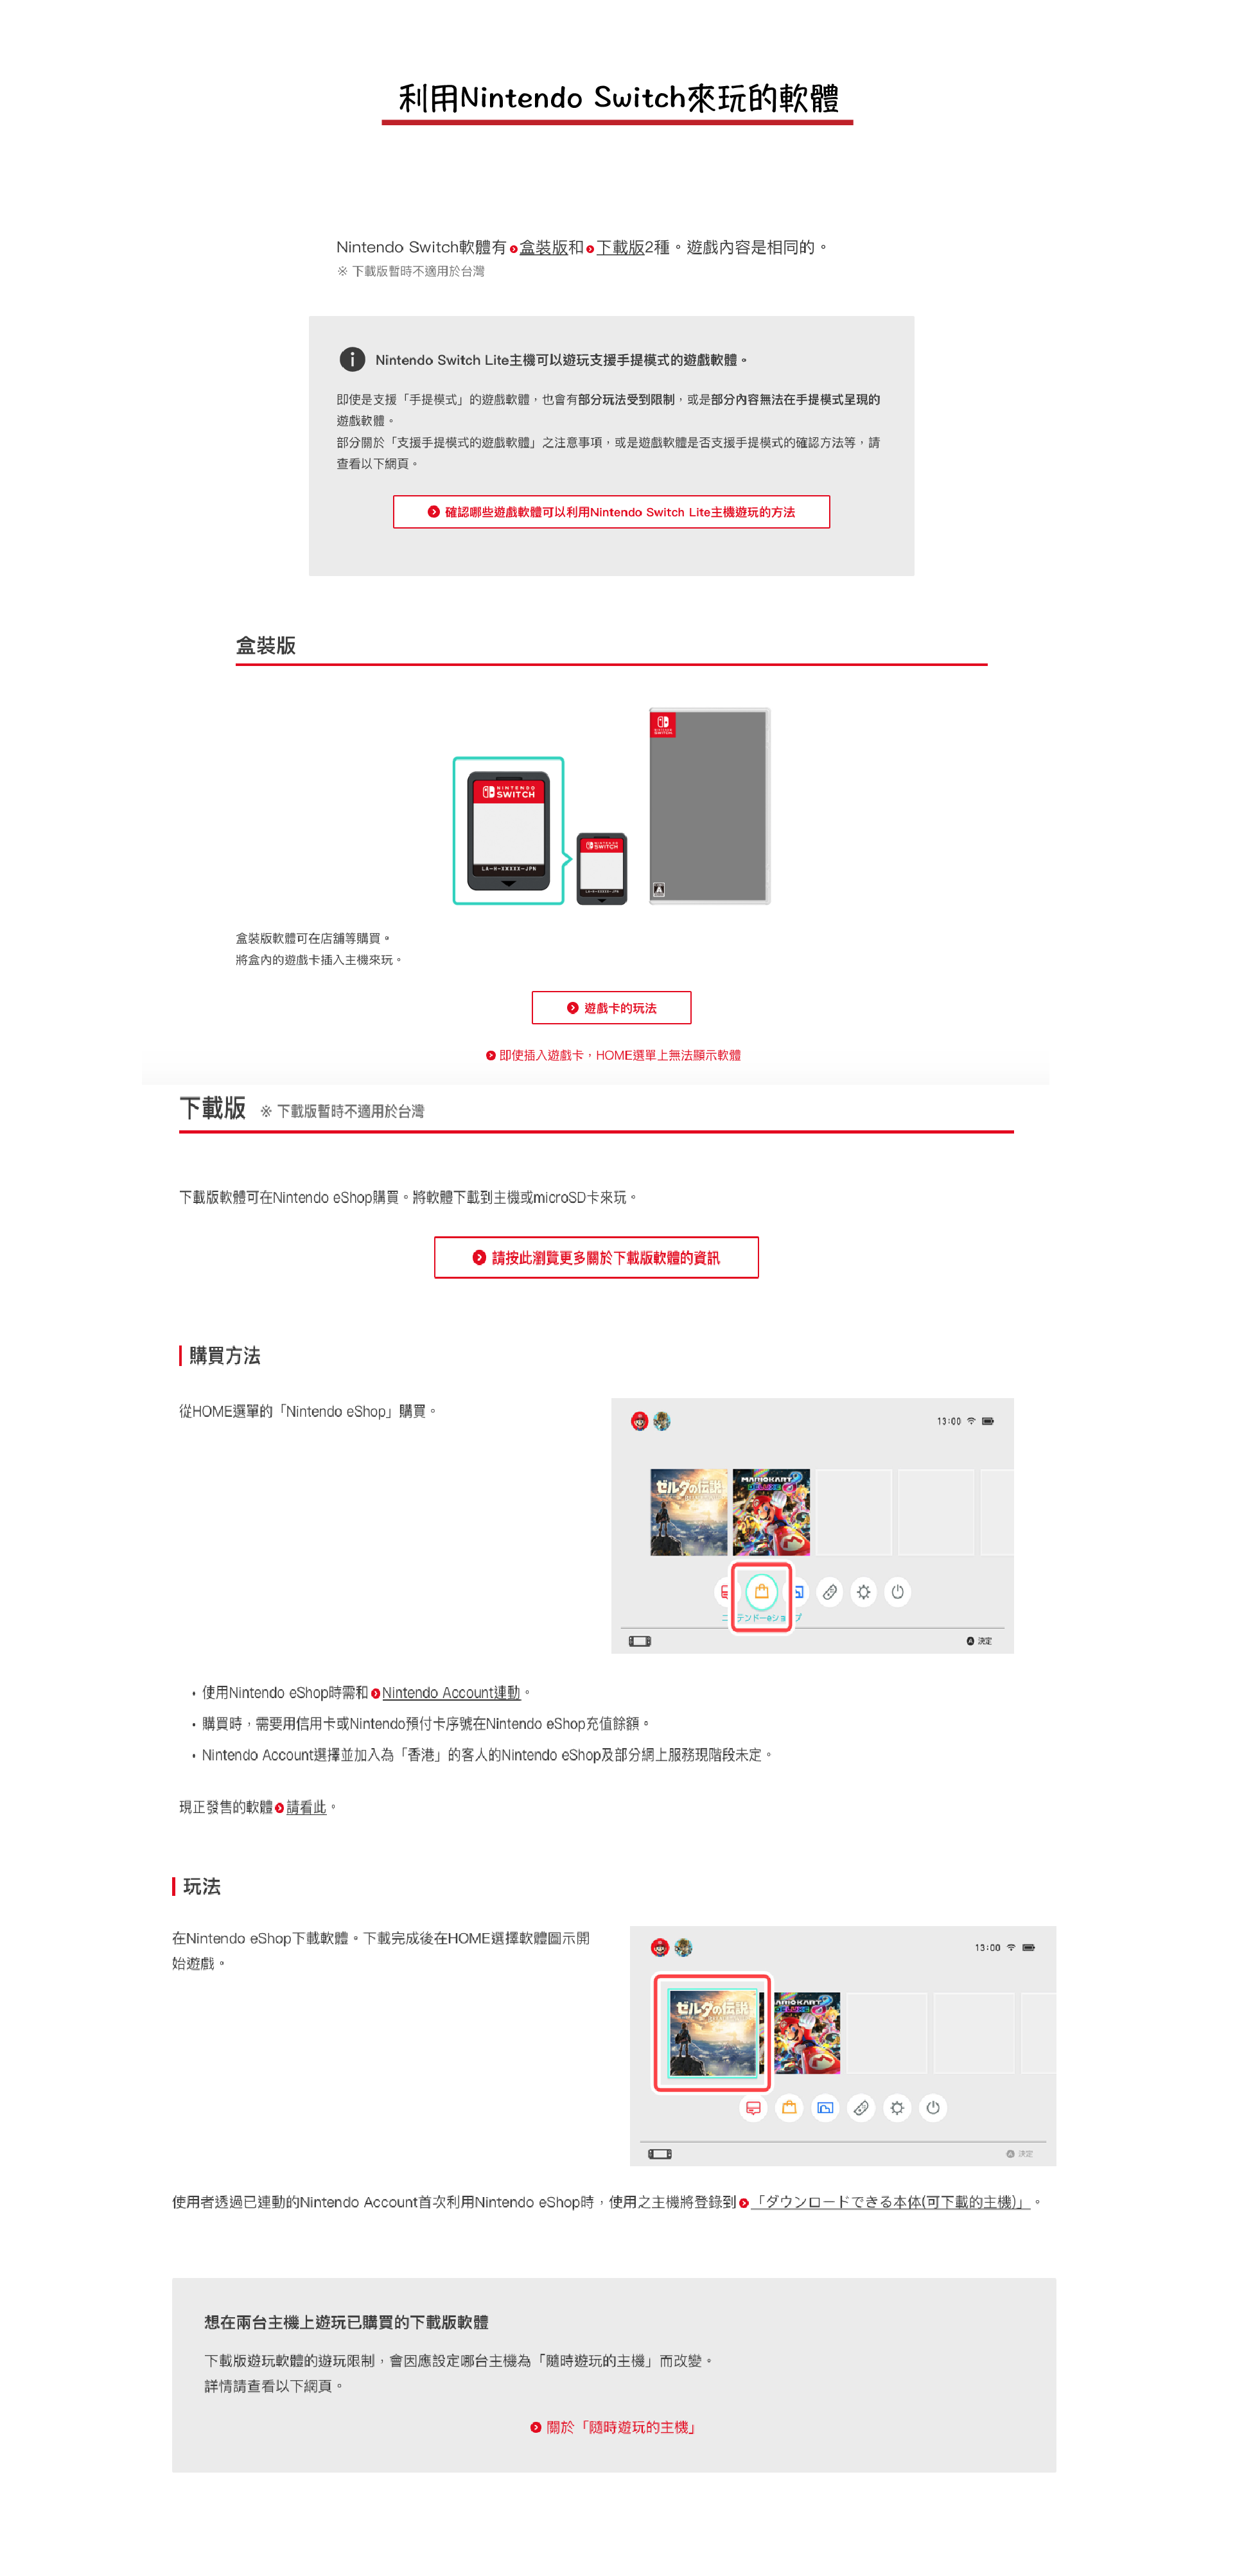 利用Nintendo Switch來玩的軟體
Nintendo Switch軟體有盒裝版和下載版2種。遊戲內容是相同的。
※ 下載版暫時不適用於台灣
Nintendo Switch Lite主機可以遊玩支援手提模式的遊戲軟體。
即使是支援「手提模式」的遊戲軟體，也會有部分玩法受到限制，或是部分內容無法在手提模式呈現的
遊戲軟體。
部分關於「支援手提模式的遊戲軟體」之注意事項，或是遊戲軟體是否支援手提模式的確認方法等，請
查看以下網頁。
確認哪些遊戲軟體可以利用Nintendo Switch Lite主機遊玩的方法
盒裝版
NINTENDO
SWITCH
LA-H-XXXXX-JPN
NINTENDO
SWITCH
LA-H-XXXXX-JPN
NINTENDO
SWITCH
A
盒裝版軟體可在店舖等購買。
將盒內的遊戲卡插入主機來玩。
遊戲卡的玩法
即使插入遊戲卡，HOME選單上無法顯示軟體
下載版 ※ 下載版暫時不適用於台灣
下載版軟體可在Nintendo eShop購買。將軟體下載到主機或microSD卡來玩。
請按此瀏覽更多關於下載版軟體的資訊
購買方法
從HOME選單的「Nintendo eShop」購買。
13:00
ゼルダの伝説
MARIOKART 8
DELUXE
ニンテンドーeショップ
A 決定
・使用Nintendo eShop時需和Nintendo Account連動。
・購買時，需要用信用卡或Nintendo預付卡序號在Nintendo eShop充值餘額。
・Nintendo Account選擇並加入為「香港」的客人的Nintendo eShop及部分網上服務現階段未定。
現正發售的軟體請看此。
玩法
在Nintendo eShop下載軟體。下載完成後在HOME選擇軟體圖示開
始遊戲。
13:00
ゼルダの伝説
MARIOKART 8
DELUXE
A 決定
使用者透過已連動的Nintendo Account首次利用Nintendo eShop時，使用之主機將登錄到「ダウンロードできる本体(可下載的主機)」。
想在兩台主機上遊玩已購買的下載版軟體
下載版遊玩軟體的遊玩限制，會因應設定哪台主機為「隨時遊玩的主機」而改變。
詳情請查看以下網頁。
關於「隨時遊玩的主機」